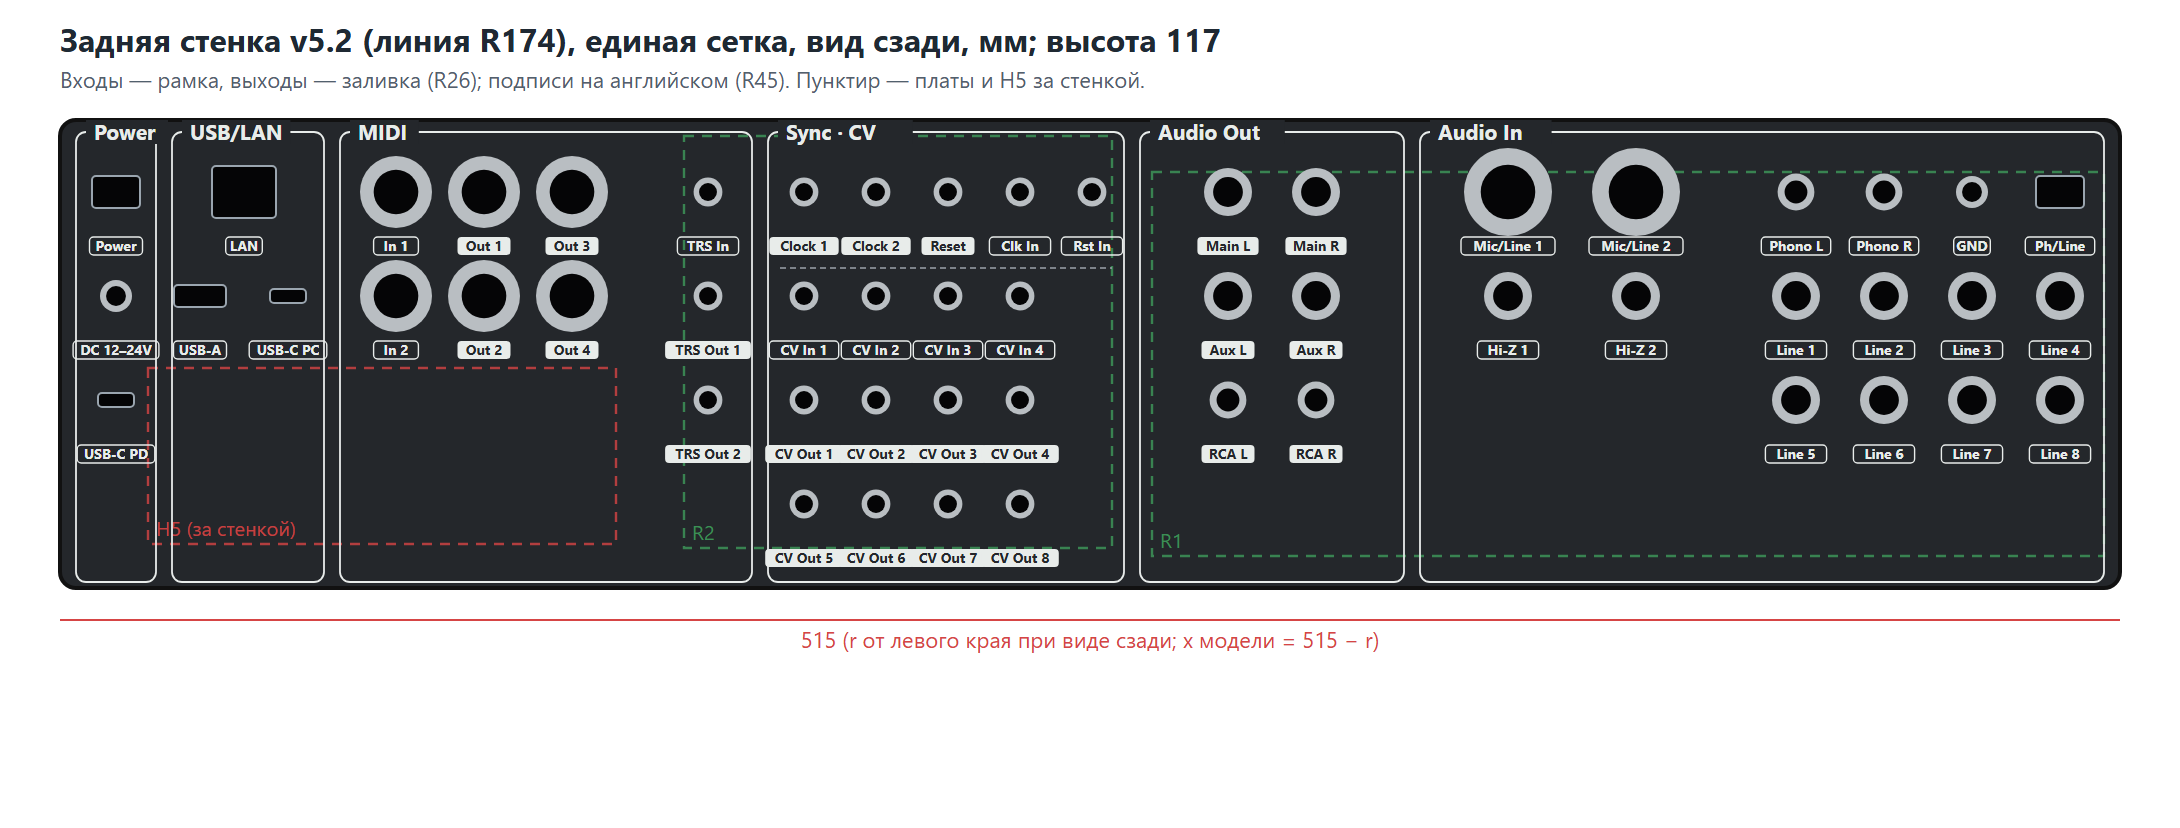 Задняя стенка v5.2 (линия R174), единая сетка, вид сзади, мм; высота 117
Входы — рамка, выходы — заливка (R26); подписи на английском (R45). Пунктир — платы и H5 за стенкой.
Power USB/LAN MIDI Sync · CV Audio Out Audio In
Power LAN In 1 Out 1 Out 3 TRS In Clock 1 Clock 2 Reset Clk In Rst In Main L Main R Mic/Line 1 Mic/Line 2 Phono L Phono R GND Ph/Line
DC 12–24V USB-A USB-C PC In 2 Out 2 Out 4 TRS Out 1 CV In 1 CV In 2 CV In 3 CV In 4 Aux L Aux R Hi-Z 1 Hi-Z 2 Line 1 Line 2 Line 3 Line 4
USB-C PD TRS Out 2 CV Out 1 CV Out 2 CV Out 3 CV Out 4 RCA L RCA R Line 5 Line 6 Line 7 Line 8
H5 (за стенкой) R2 R1
CV Out 5 CV Out 6 CV Out 7 CV Out 8
515 (r от левого края при виде сзади; x модели = 515 − r)